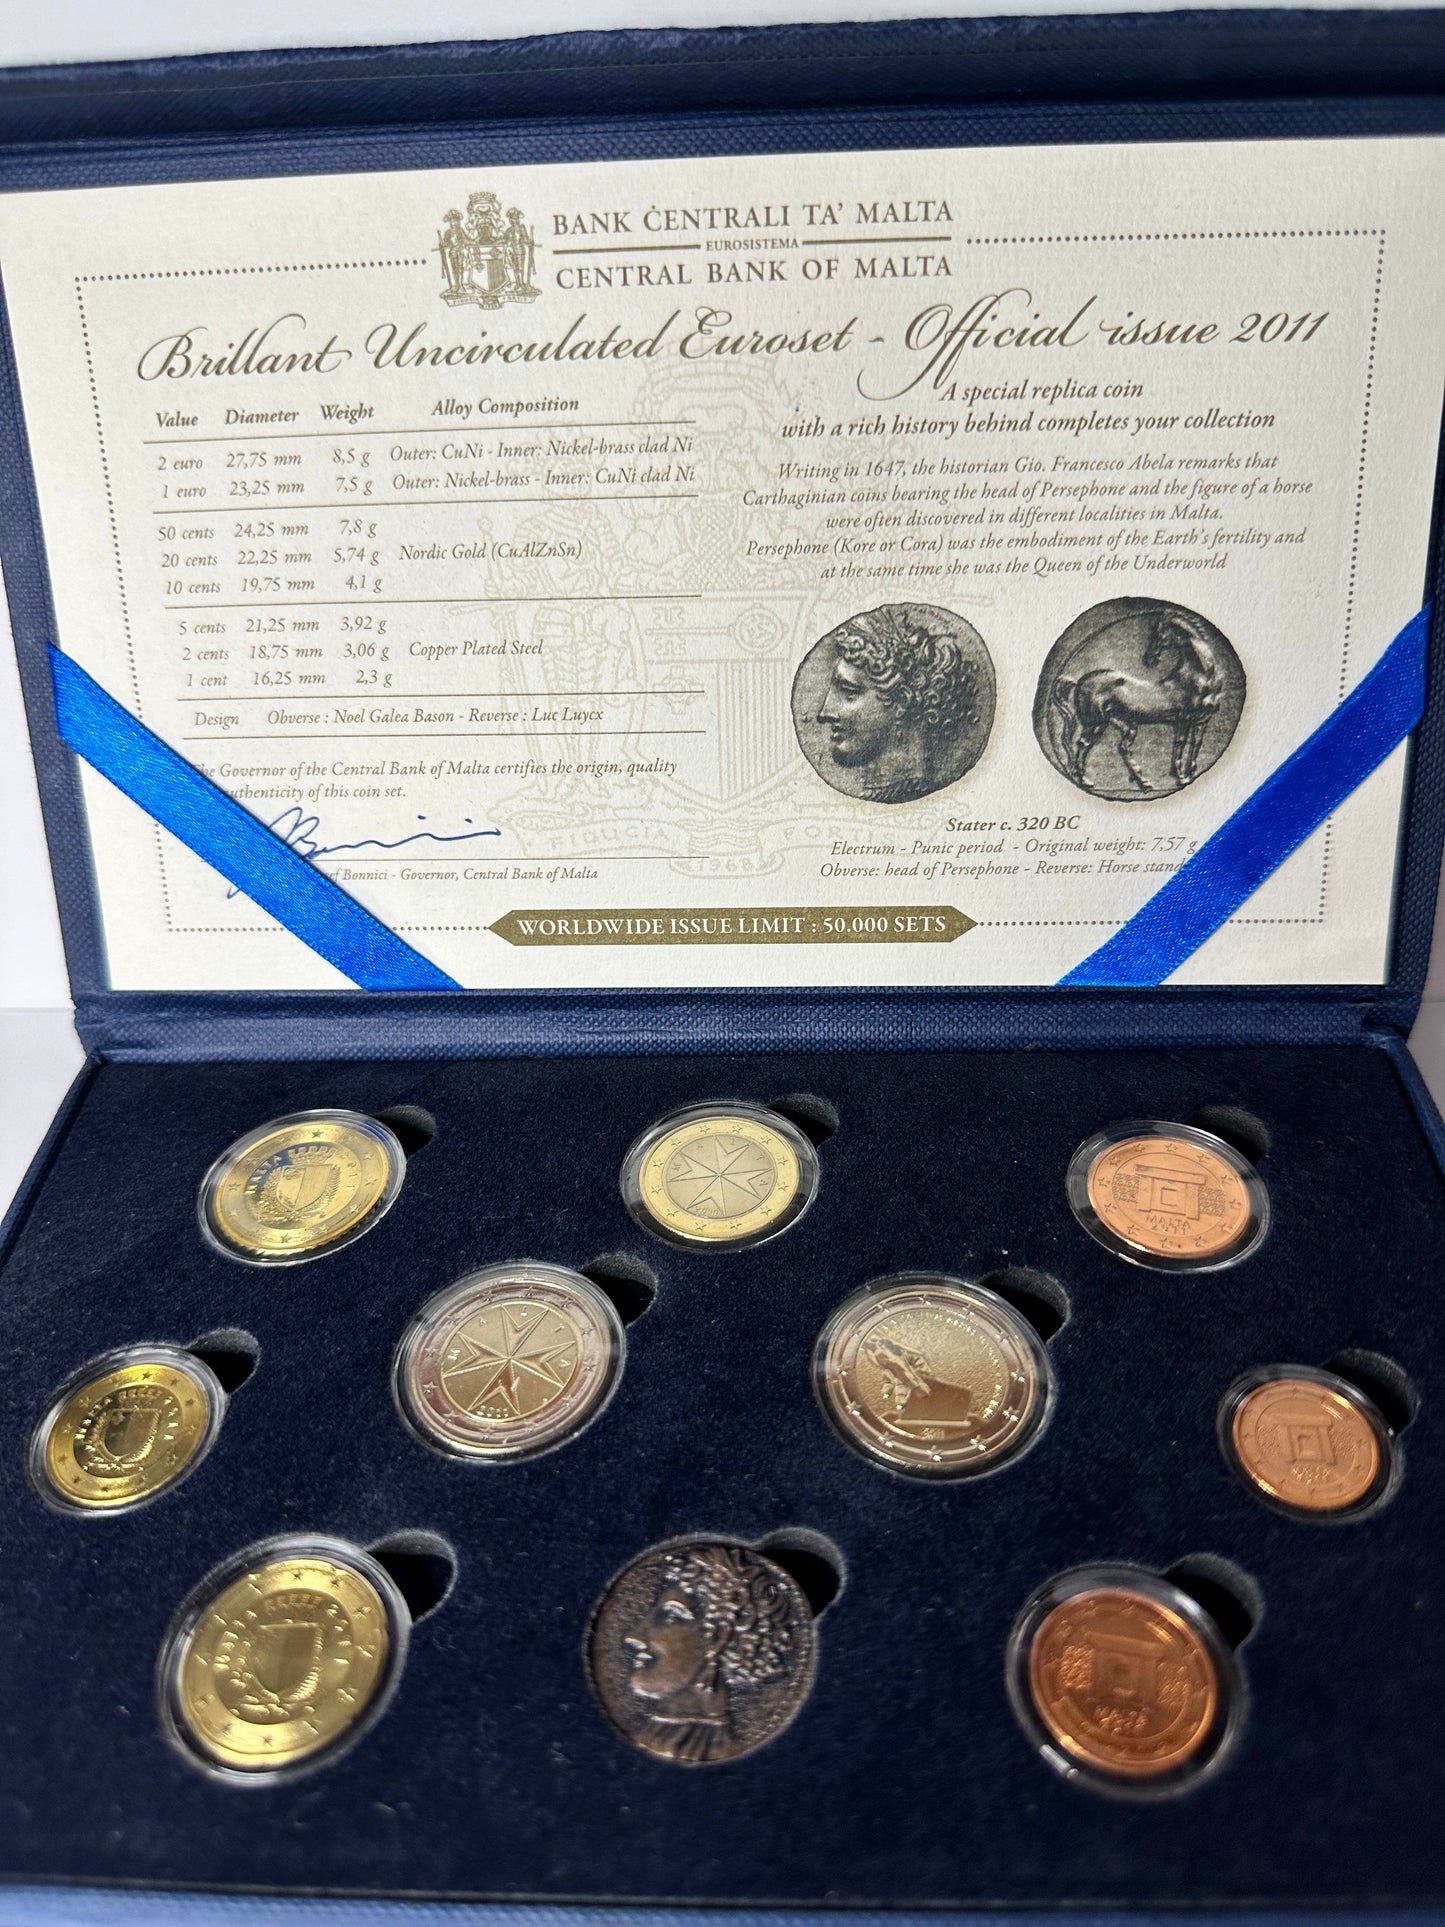 BANK ĊENTRALI TA' MALTA
EUROSISTEMA
CENTRAL BANK OF MALTA
Brillant Uncirculated Euroset - Official issue 2011
Value Diameter Weight Alloy Composition
2 euro 27,75 mm 8,5 g Outer: CuNi - Inner: Nickel-brass clad Ni
1 euro 23,25 mm 7,5 g Outer: Nickel-brass - Inner: CuNi clad Ni
50 cents 24,25 mm 7,8 g
20 cents 22,25 mm 5,74 g Nordic Gold (CuAlZnSn)
10 cents 19,75 mm 4,1 g
5 cents 21,25 mm 3,92 g
2 cents 18,75 mm 3,06 g Copper Plated Steel
1 cent 16,25 mm 2,3 g
Design Obverse : Noel Galea Bason - Reverse : Luc Luycx
The Governor of the Central Bank of Malta certifies the origin, quality
authenticity of this coin set.
Bonnici - Governor, Central Bank of Malta
A special replica coin
with a rich history behind completes your collection
Writing in 1647, the historian Gio. Francesco Abela remarks that
Carthaginian coins bearing the head of Persephone and the figure of a horse
were often discovered in different localities in Malta.
Persephone (Kore or Cora) was the embodiment of the Earth's fertility and
at the same time she was the Queen of the Underworld
Stater c. 320 BC
Electrum - Punic period - Original weight: 7,57 g
Obverse: head of Persephone - Reverse: Horse stand
WORLDWIDE ISSUE LIMIT : 50.000 SETS
MALTA 2011
MALTA
MALTA
2011
MALTA
2011
2011
MALTA
MALTA 2011
MALTA